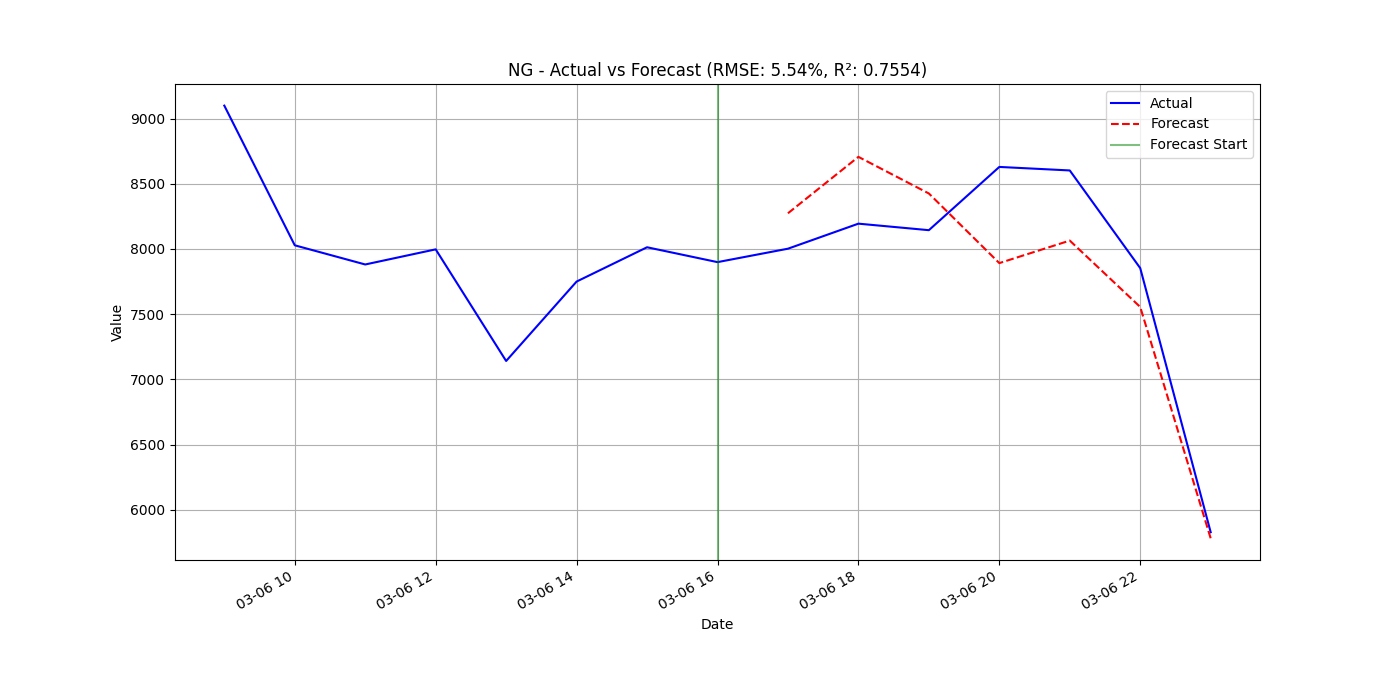 NG - Actual vs Forecast (RMSE: 5.54%, R²: 0.7554)
Actual
Forecast
Forecast Start
9000
8500
8000
7500
7000
6500
6000
Value
03-06 10
03-06 12
03-06 14
03-06 16
03-06 18
03-06 20
03-06 22
Date